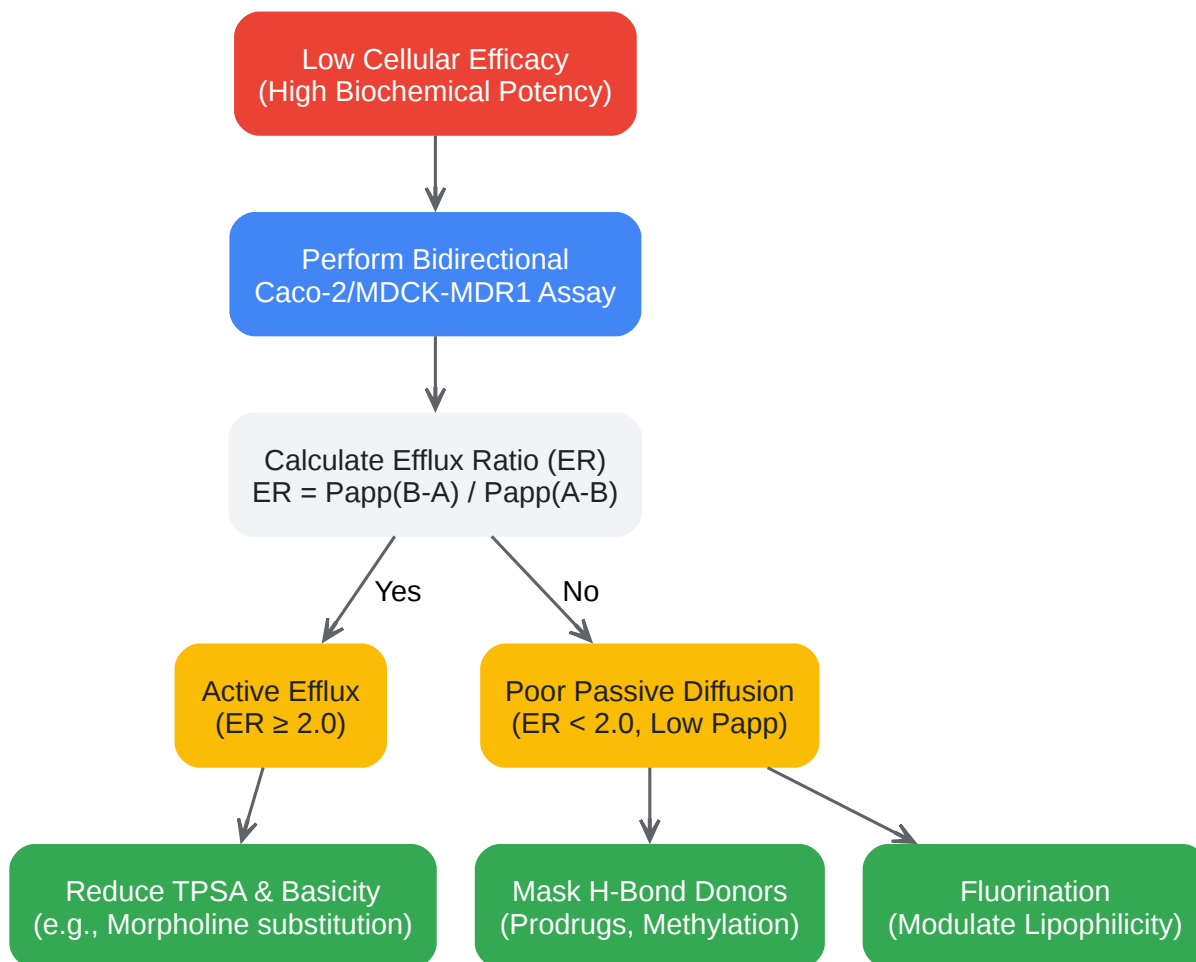 Low Cellular Efficacy
(High Biochemical Potency)
Perform Bidirectional
Caco-2/MDCK-MDR1 Assay
Calculate Efflux Ratio (ER)
ER = Papp(B-A) / Papp(A-B)
Yes
No
Active Efflux
(ER ≥ 2.0)
Poor Passive Diffusion
(ER < 2.0, Low Papp)
Reduce TPSA & Basicity
(e.g., Morpholine substitution)
Mask H-Bond Donors
(Prodrugs, Methylation)
Fluorination
(Modulate Lipophilicity)